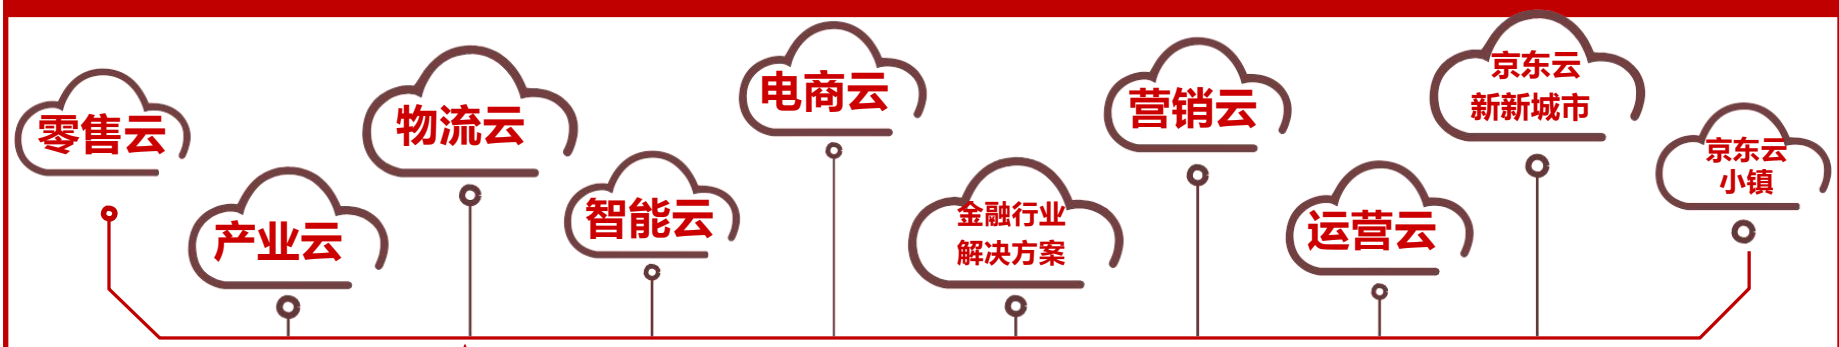 零售云
产业云
物流云
智能云
电商云
金融行业
解决方案
营销云
运营云
京东云
新新城市
京东云
小镇